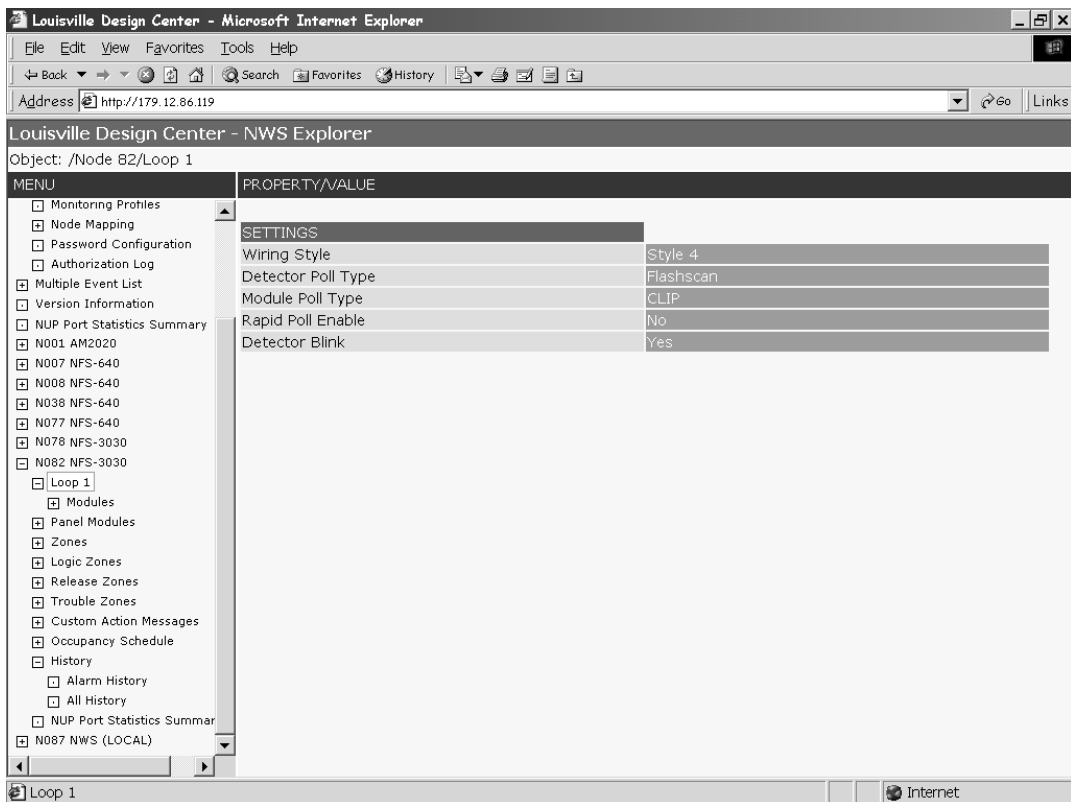 Louisville Design Center - Microsoft Internet Explorer
File Edit View Favorites Tools Help
Back Search Favorites History
Address http://179.12.86.119 Go Links
Louisville Design Center - NWS Explorer
Object: /Node 82/Loop 1
MENU PROPERTY/VALUE
Monitoring Profiles
Node Mapping
Password Configuration
Authorization Log
Multiple Event List
Version Information
NUP Port Statistics Summary
N001 AM2020
N007 NFS-640
N008 NFS-640
N038 NFS-640
N077 NFS-640
N078 NFS-3030
N082 NFS-3030
Loop 1
Modules
Panel Modules
Zones
Logic Zones
Release Zones
Trouble Zones
Custom Action Messages
Occupancy Schedule
History
Alarm History
All History
NUP Port Statistics Summar
N087 NWS (LOCAL)
SETTINGS
Wiring Style Style 4
Detector Poll Type Flashscan
Module Poll Type CLIP
Rapid Poll Enable No
Detector Blink Yes
Loop 1 Internet